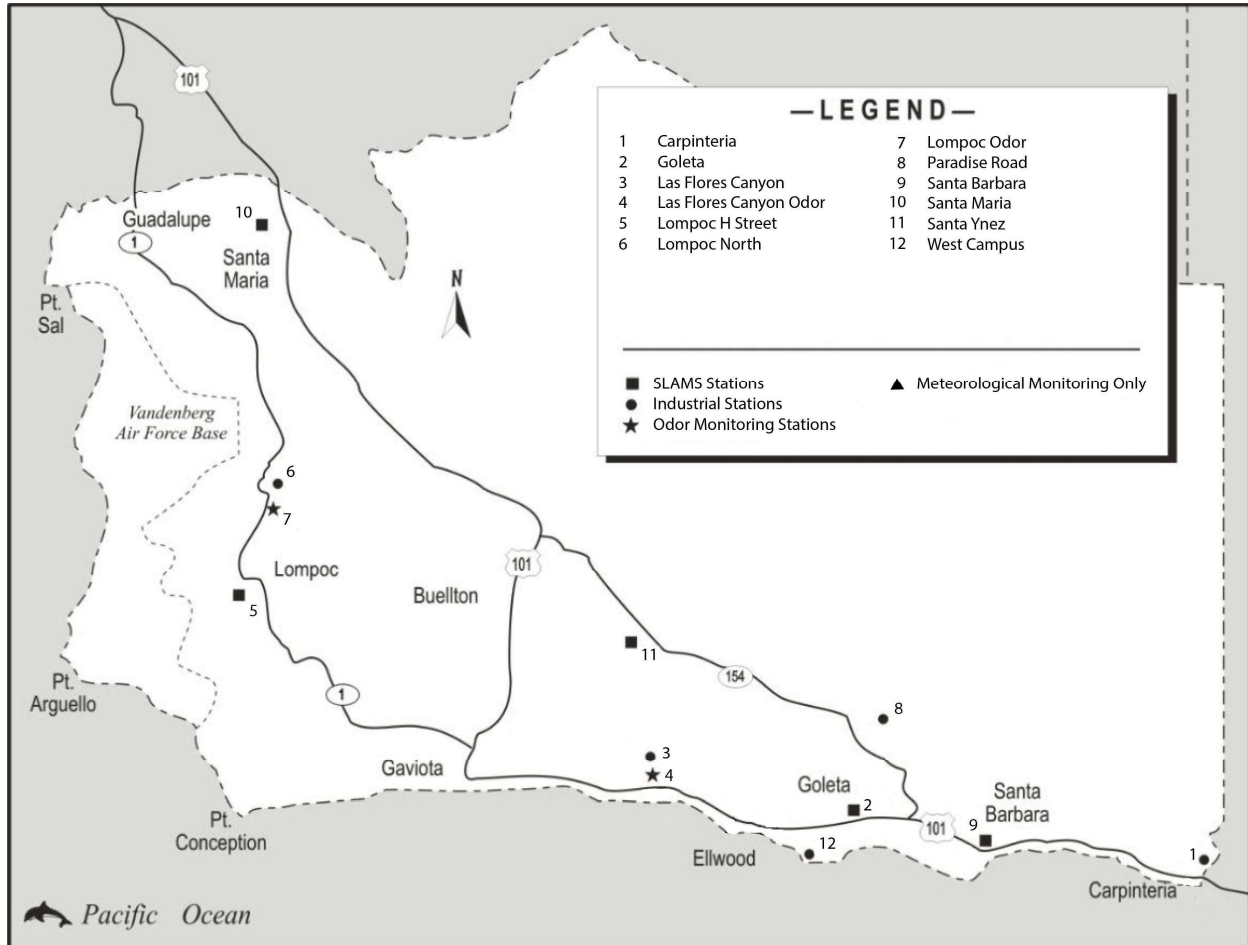 101
—LEGEND—
1 Carpinteria
2 Goleta
3 Las Flores Canyon
4 Las Flores Canyon Odor
5 Lompoc H Street
6 Lompoc North
7 Lompoc Odor
8 Paradise Road
9 Santa Barbara
10 Santa Maria
11 Santa Ynez
12 West Campus
SLAMS Stations
Industrial Stations
Odor Monitoring Stations
Meteorological Monitoring Only
Guadalupe
10
1
Santa
Maria
N
Pt.
Sal
Vandenberg
Air Force Base
6
7
Lompoc
5
101
Buellton
11
154
Pt.
Arguello
1
8
3
4
Gaviota
Goleta
2
Santa
Barbara
101
9
Pt.
Conception
Ellwood
12
1
Carpinteria
Pacific Ocean